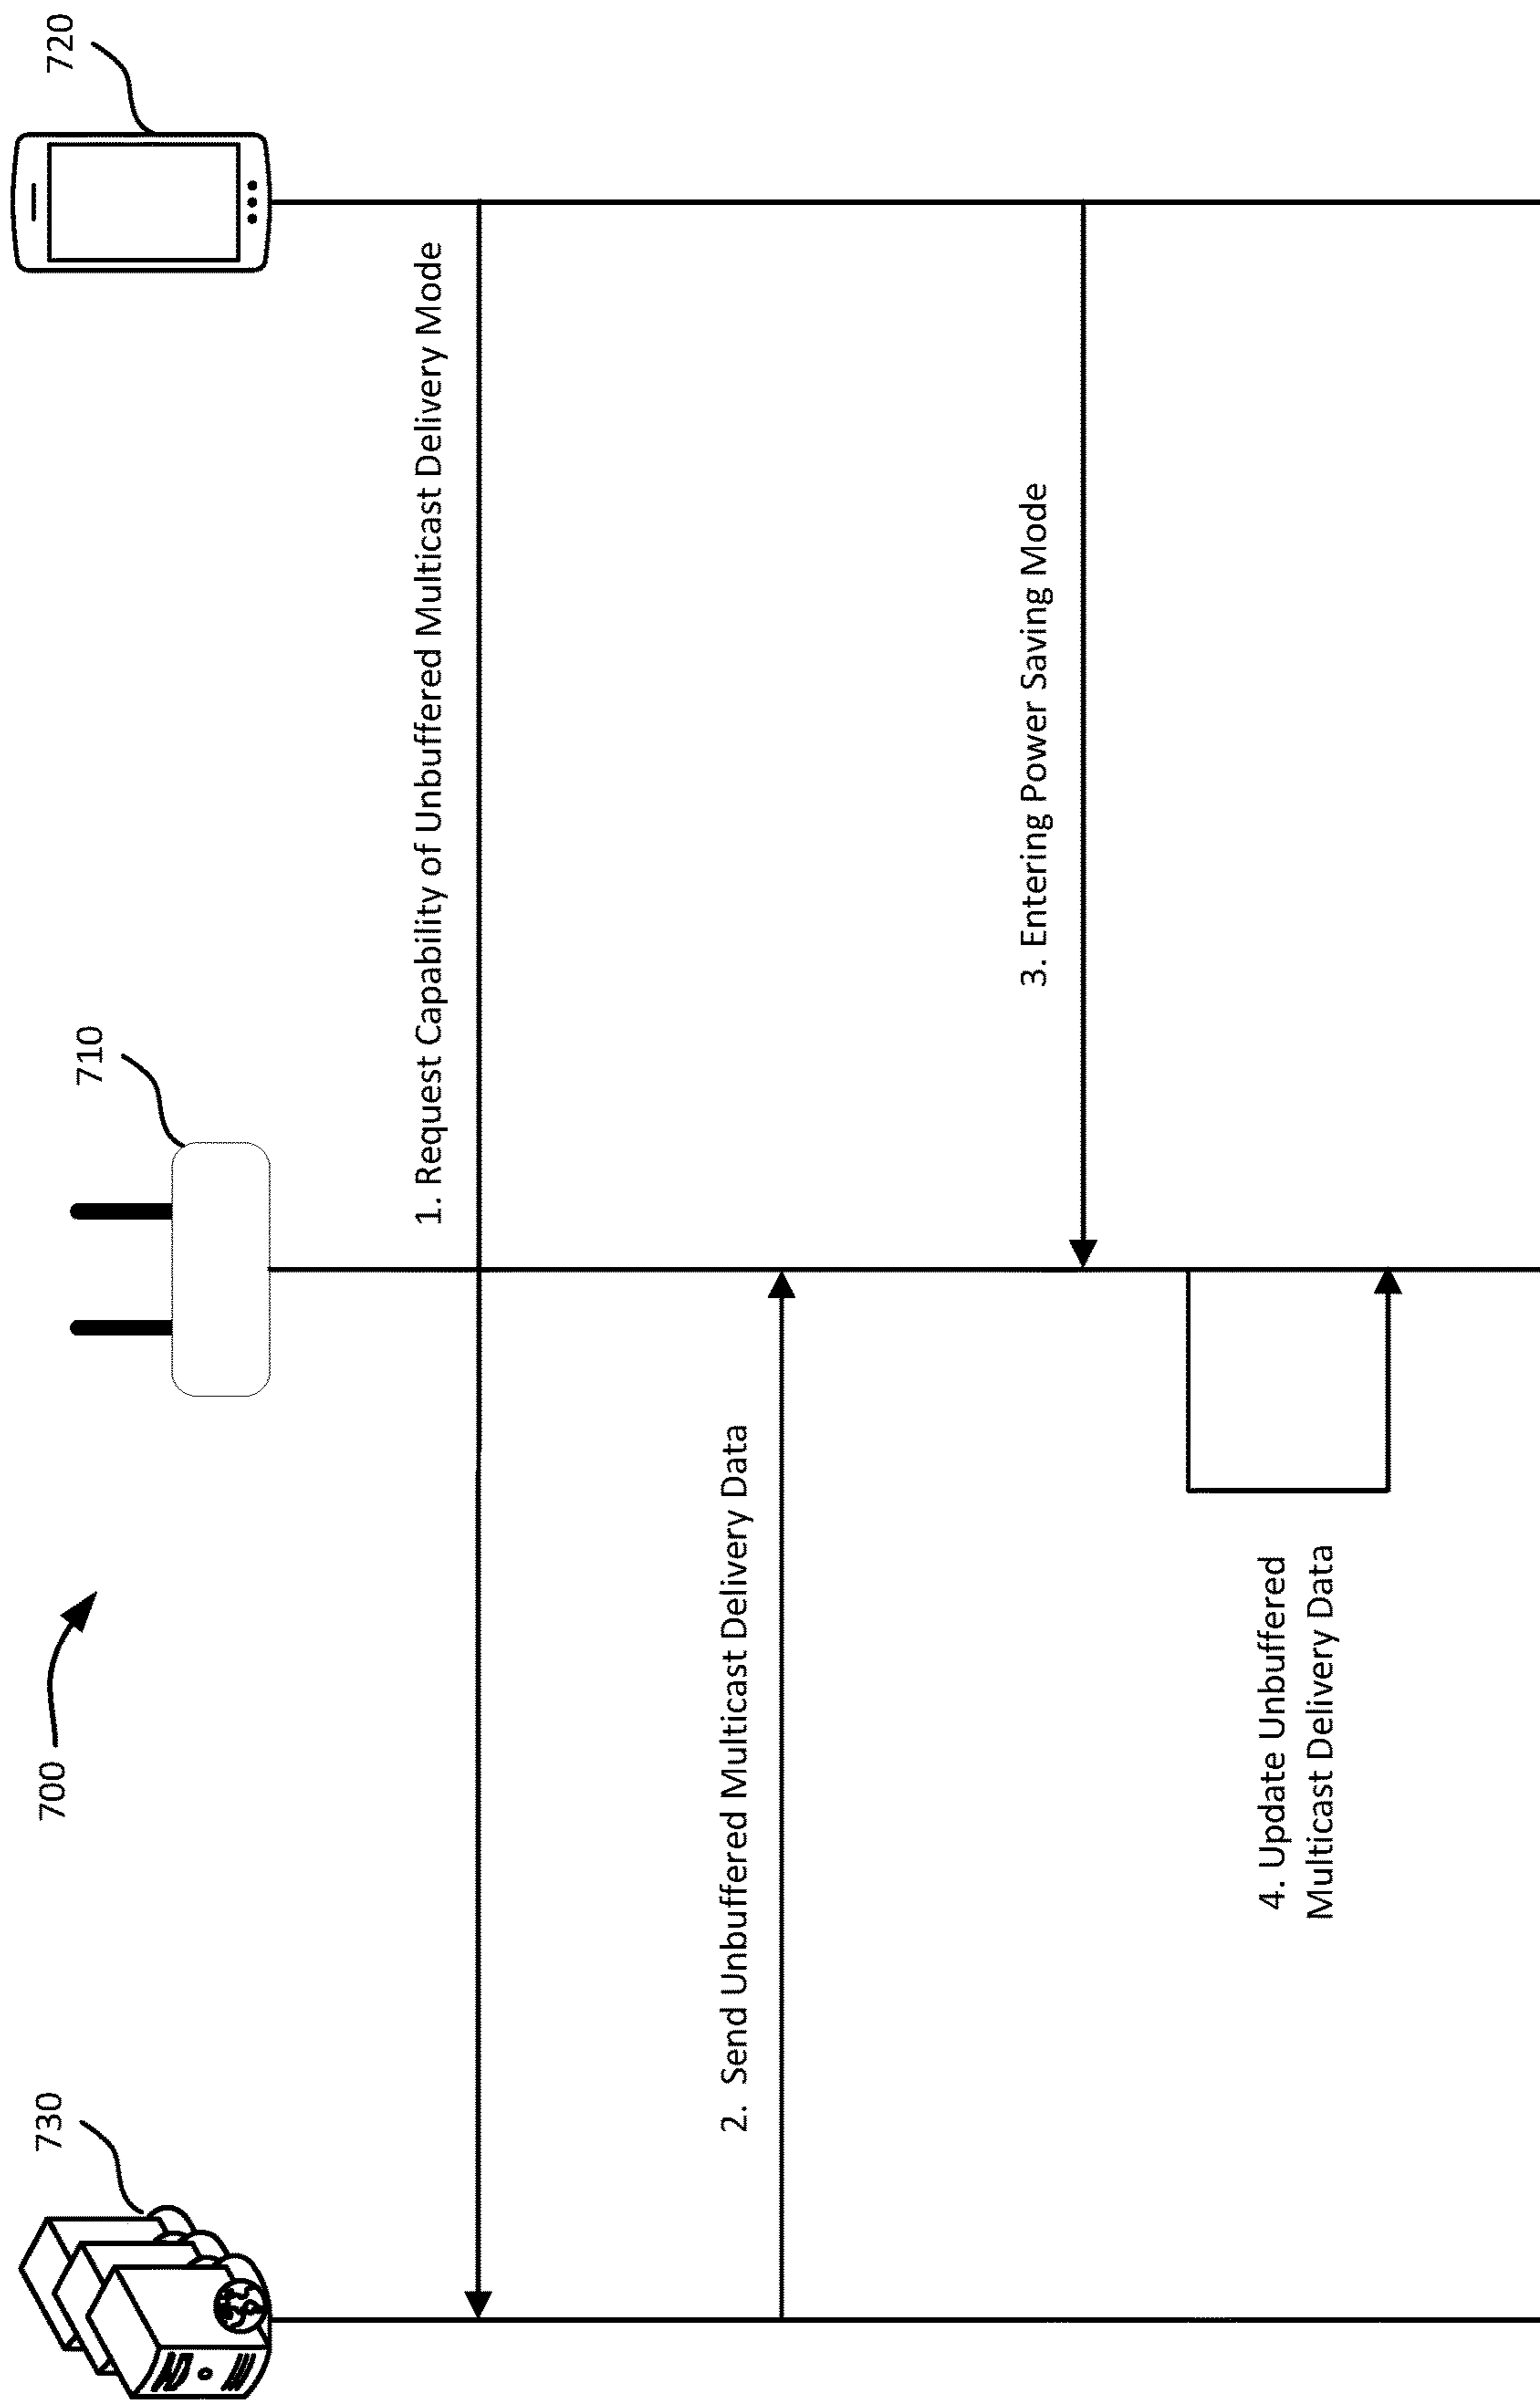 700
730
710
720
1. Request Capability of Unbuffered Multicast Delivery Mode
2. Send Unbuffered Multicast Delivery Data
3. Entering Power Saving Mode
4. Update Unbuffered
Multicast Delivery Data